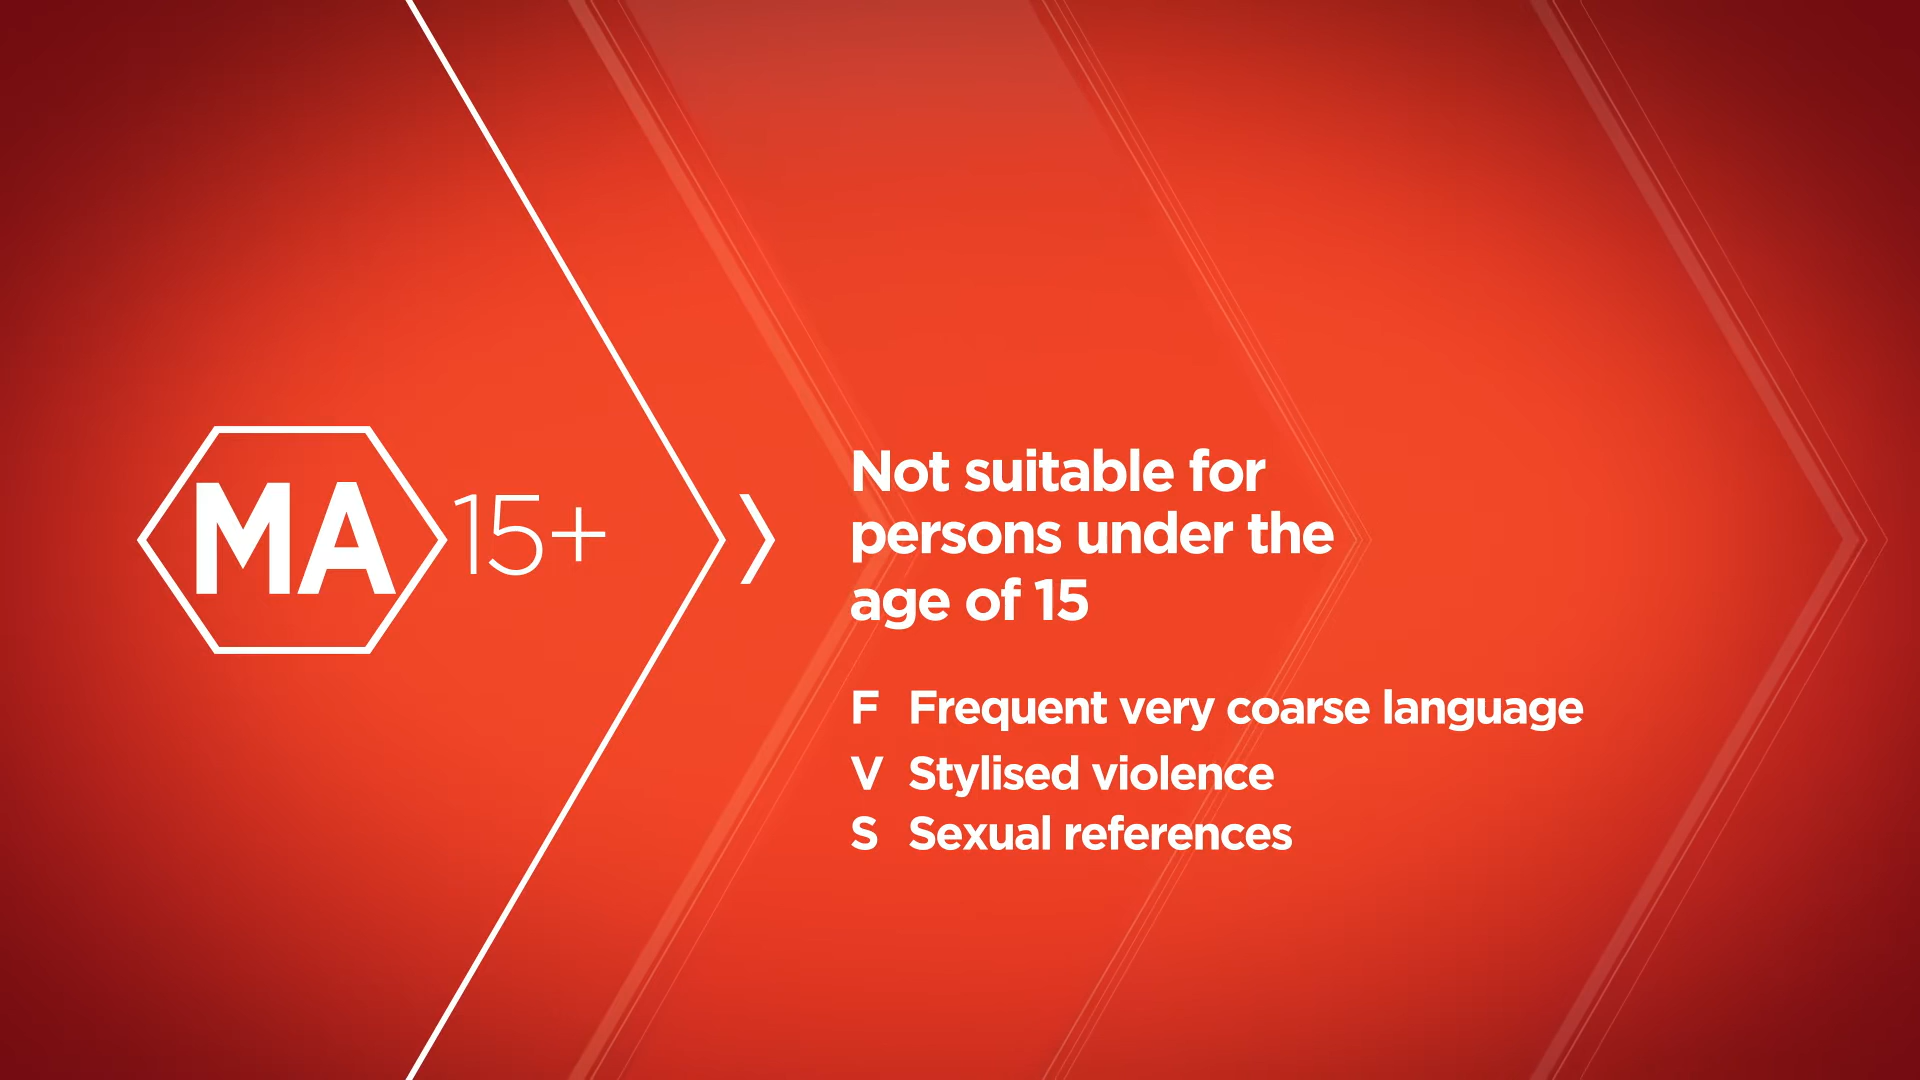 MA 15+
Not suitable for
persons under the
age of 15
F Frequent very coarse language
V Stylised violence
S Sexual references